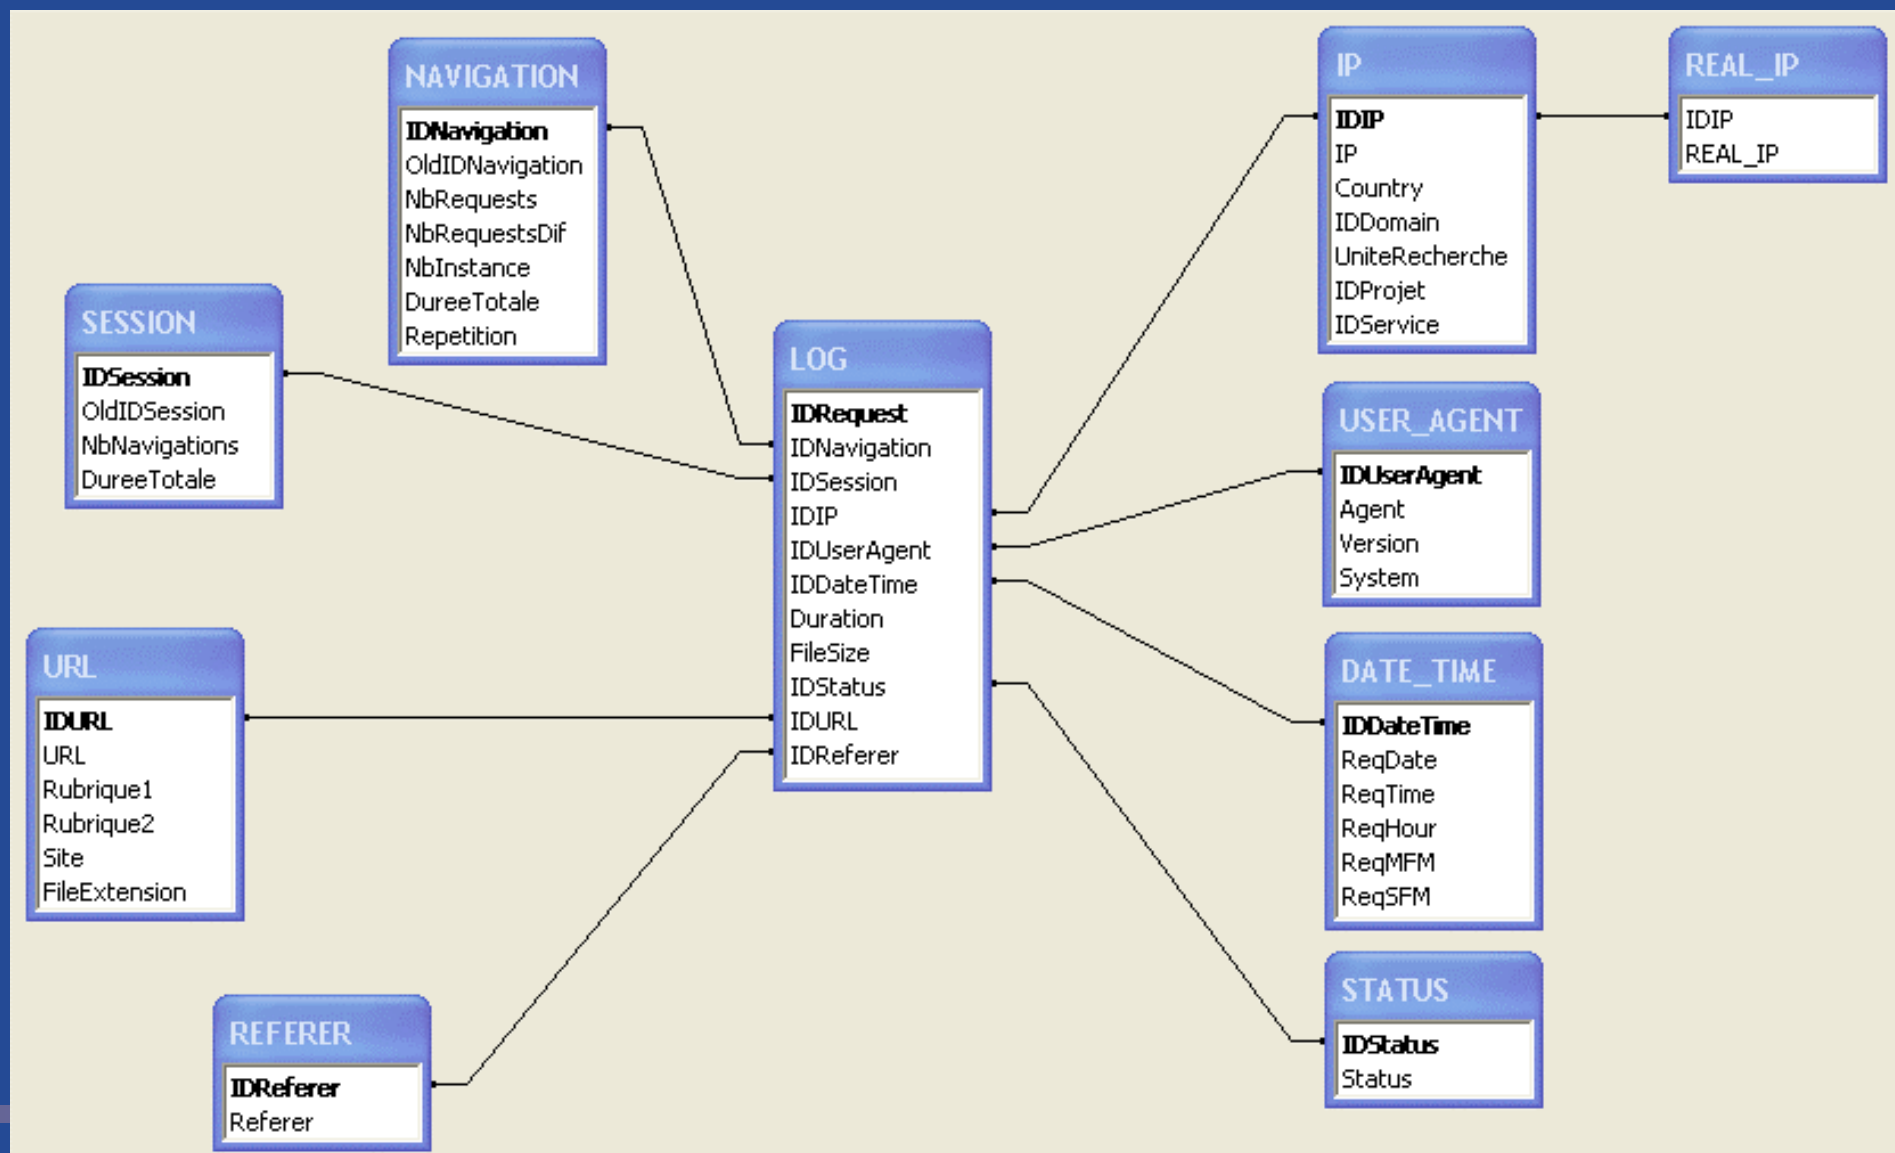 NAVIGATION
IDNavigation
OldIDNavigation
NbRequests
NbRequestsDif
NbInstance
DureeTotale
Repetition
SESSION
IDSession
OldIDSession
NbNavigations
DureeTotale
URL
IDURL
URL
Rubrique1
Rubrique2
Site
FileExtension
REFERER
IDReferer
Referer
LOG
IDRequest
IDNavigation
IDSession
IDIP
IDUserAgent
IDDateTime
Duration
FileSize
IDStatus
IDURL
IDReferer
IP
IDIP
IP
Country
IDDomain
UniteRecherche
IDProjet
IDService
REAL_IP
IDIP
REAL_IP
USER_AGENT
IDUserAgent
Agent
Version
System
DATE_TIME
IDDateTime
ReqDate
ReqTime
ReqHour
ReqMFM
ReqSFM
STATUS
IDStatus
Status